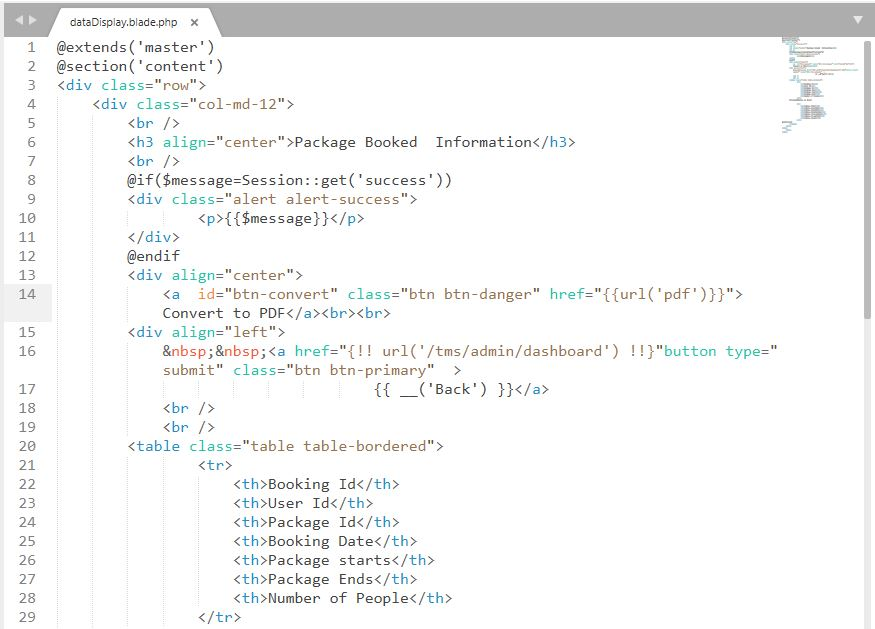 dataDisplay.blade.php ×
1 @extends('master')
2 @section('content')
3 <div class="row">
4 <div class="col-md-12">
5 <br />
6 <h3 align="center">Package Booked  Information</h3>
7 <br />
8 @if($message=Session::get('success'))
9 <div class="alert alert-success">
10 <p>{{$message}}</p>
11 </div>
12 @endif
13 <div align="center">
14 <a  id="btn-convert" class="btn btn-danger" href="{{url('pdf')}}">
Convert to PDF</a><br><br>
15 <div align="left">
16 &nbsp;&nbsp;<a href="{!! url('/tms/admin/dashboard') !!}"button type="
submit" class="btn btn-primary"  >
17 {{ __('Back') }}</a>
18 <br />
19 <br />
20 <table class="table table-bordered">
21 <tr>
22 <th>Booking Id</th>
23 <th>User Id</th>
24 <th>Package Id</th>
25 <th>Booking Date</th>
26 <th>Package starts</th>
27 <th>Package Ends</th>
28 <th>Number of People</th>
29 </tr>